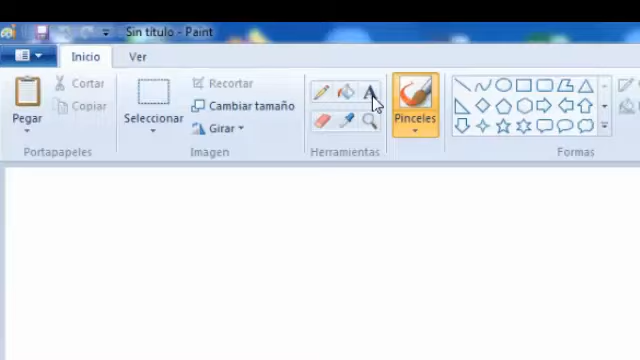 Sin título - Paint
Inicio Ver
Pegar
Cortar
Copiar
Portapapeles
Seleccionar
Recortar
Cambiar tamaño
Girar
Imagen
A
Herramientas
Pinceles
Formas